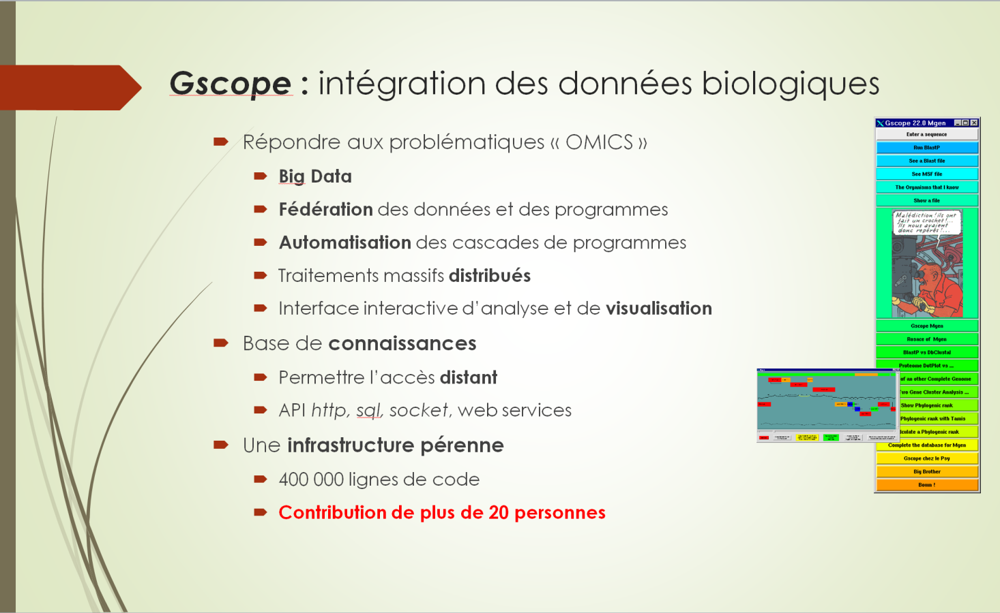 Gscope : intégration des données biologiques
Répondre aux problématiques « OMICS »
Big Data
Fédération des données et des programmes
Automatisation des cascades de programmes
Traitements massifs distribués
Interface interactive d'analyse et de visualisation
Base de connaissances
Permettre l'accès distant
API http, sql, socket, web services
Une infrastructure pérenne
400 000 lignes de code
Contribution de plus de 20 personnes
Gscope 22.0 Mgen
Enter a sequence
Run BlastP
See a Blast file
See MSF file
The Organisms that I know
Show a file
Malédiction ! ils ont
fait un crochet !...
Ils nous avaient
donc repérés !...
Gscope Mgen
Rosace of Mgen
BlastP vs DbClustal
Proteome DotPlot vs ...
of an other Complete Genome
Two Gene Cluster Analysis ...
Show Phylogenic rank
Phylogenic rank with Tamis
lculate a Phylogenic rank
Complete the database for Mgen
Gscope chez le Psy
Big Brother
Boum !